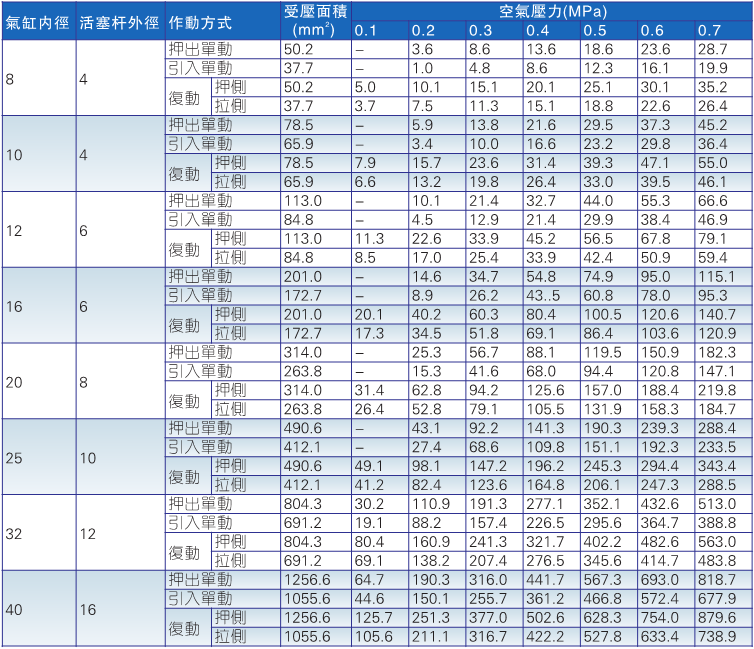 氣缸内徑 活塞杆外徑 作動方式 受壓面積 (mm²) 空氣壓力(MPa)
0.1 0.2 0.3 0.4 0.5 0.6 0.7
8 4 押出單動 50.2 – 3.6 8.6 13.6 18.6 23.6 28.7
引入單動 37.7 – 1.0 4.8 8.6 12.3 16.1 19.9
復動 押側 50.2 5.0 10.1 15.1 20.1 25.1 30.1 35.2
拉側 37.7 3.7 7.5 11.3 15.1 18.8 22.6 26.4
10 4 押出單動 78.5 – 5.9 13.8 21.6 29.5 37.3 45.2
引入單動 65.9 – 3.4 10.0 16.6 23.2 29.8 36.4
復動 押側 78.5 7.9 15.7 23.6 31.4 39.3 47.1 55.0
拉側 65.9 6.6 13.2 19.8 26.4 33.0 39.5 46.1
12 6 押出單動 113.0 – 10.1 21.4 32.7 44.0 55.3 66.6
引入單動 84.8 – 4.5 12.9 21.4 29.9 38.4 46.9
復動 押側 113.0 11.3 22.6 33.9 45.2 56.5 67.8 79.1
拉側 84.8 8.5 17.0 25.4 33.9 42.4 50.9 59.4
16 6 押出單動 201.0 – 14.6 34.7 54.8 74.9 95.0 115.1
引入單動 172.7 – 8.9 26.2 43.5 60.8 78.0 95.3
復動 押側 201.0 20.1 40.2 60.3 80.4 100.5 120.6 140.7
拉側 172.7 17.3 34.5 51.8 69.1 86.4 103.6 120.9
20 8 押出單動 314.0 – 25.3 56.7 88.1 119.5 150.9 182.3
引入單動 263.8 – 15.3 41.6 68.0 94.4 120.8 147.1
復動 押側 314.0 31.4 62.8 94.2 125.6 157.0 188.4 219.8
拉側 263.8 26.4 52.8 79.1 105.5 131.9 158.3 184.7
25 10 押出單動 490.6 – 43.1 92.2 141.3 190.3 239.3 288.4
引入單動 412.1 – 27.4 68.6 109.8 151.1 192.3 233.5
復動 押側 490.6 49.1 98.1 147.2 196.2 245.3 294.4 343.4
拉側 412.1 41.2 82.4 123.6 164.8 206.1 247.3 288.5
32 12 押出單動 804.3 30.2 110.9 191.3 277.1 352.1 432.6 513.0
引入單動 691.2 19.1 88.2 157.4 226.5 295.6 364.7 388.8
復動 押側 804.3 80.4 160.9 241.3 321.7 402.2 482.6 563.0
拉側 691.2 69.1 138.2 207.4 276.5 345.6 414.7 483.8
40 16 押出單動 1256.6 64.7 190.3 316.0 441.7 567.3 693.0 818.7
引入單動 1055.6 44.6 150.1 255.7 361.2 466.8 572.4 677.9
復動 押側 1256.6 125.7 251.3 377.0 502.6 628.3 754.0 879.6
拉側 1055.6 105.6 211.1 316.7 422.2 527.8 633.4 738.9